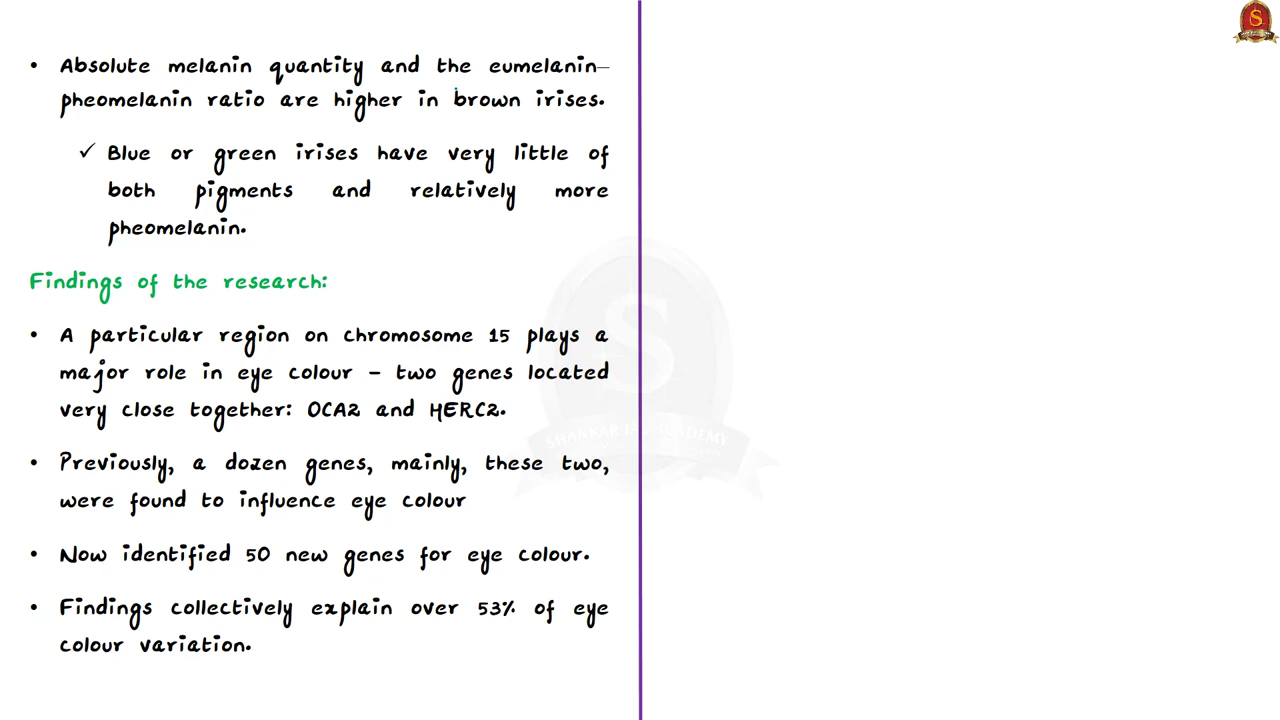 Absolute melanin quantity and the eumelanin–
pheomelanin ratio are higher in brown irises.
Blue or green irises have very little of
both pigments and relatively more
pheomelanin.
Findings of the research:
A particular region on chromosome 15 plays a
major role in eye colour – two genes located
very close together: OCA2 and HERC2.
Previously, a dozen genes, mainly, these two,
were found to influence eye colour
Now identified 50 new genes for eye colour.
Findings collectively explain over 53% of eye
colour variation.
S
SHANKAR IAS ACADEMY